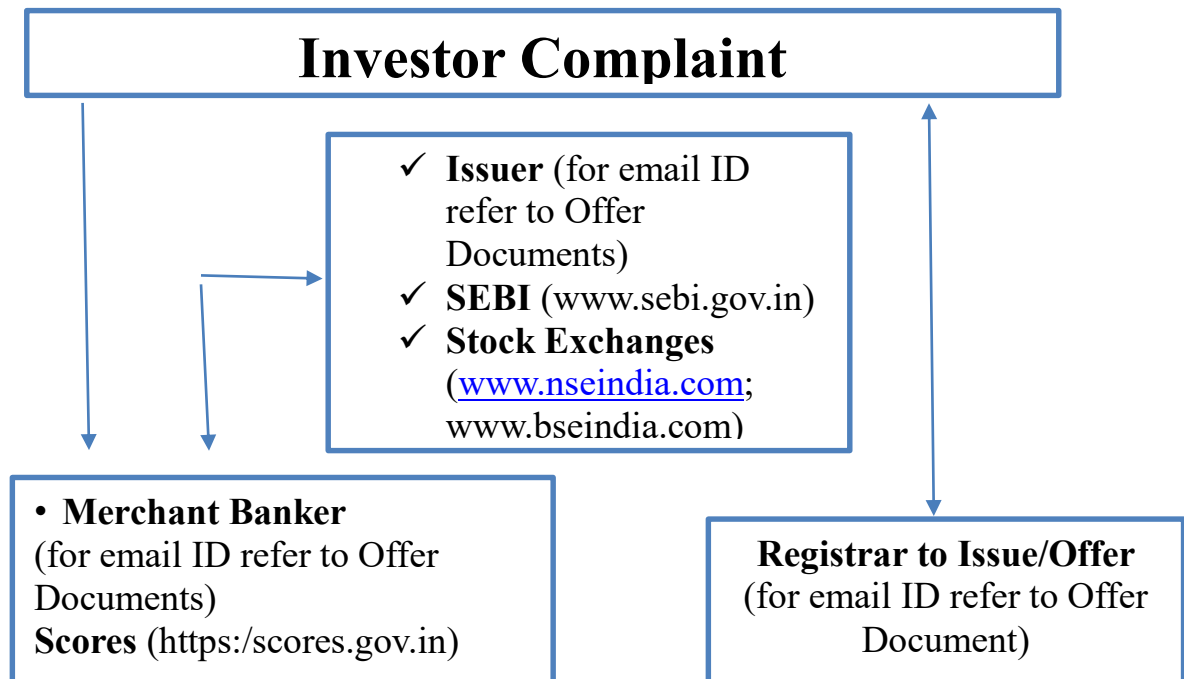 Investor Complaint
✓ Issuer (for email ID
refer to Offer
Documents)
✓ SEBI (www.sebi.gov.in)
✓ Stock Exchanges
(www.nseindia.com;
www.bseindia.com)
• Merchant Banker
(for email ID refer to Offer
Documents)
Scores (https:/scores.gov.in)
Registrar to Issue/Offer
(for email ID refer to Offer
Document)